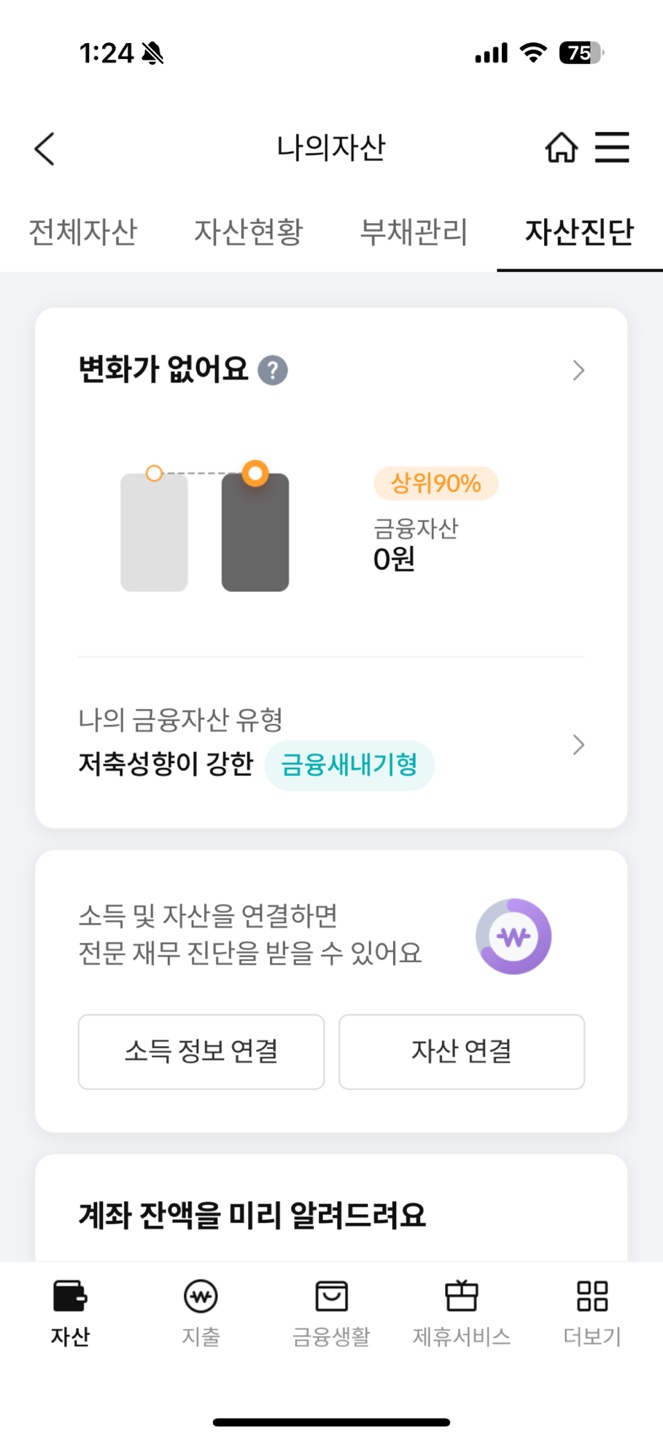 1:24
75
나의자산
전체자산 자산현황 부채관리 자산진단
변화가 없어요 ?
상위90%
금융자산
0원
나의 금융자산 유형
저축성향이 강한 금융새내기형
소득 및 자산을 연결하면
전문 재무 진단을 받을 수 있어요
소득 정보 연결 자산 연결
계좌 잔액을 미리 알려드려요
자산 지출 금융생활 제휴서비스 더보기